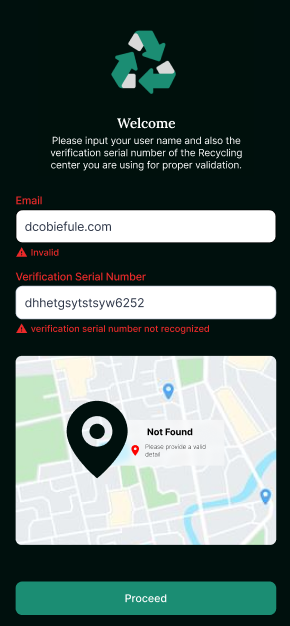 Welcome
Please input your user name and also the
verification serial number of the Recycling
center you are using for proper validation.
Email
dcobiefule.com
Invalid
Verification Serial Number
dhhetgsytstsyw6252
verification serial number not recognized
Not Found
Please provide a valid
detail
Proceed